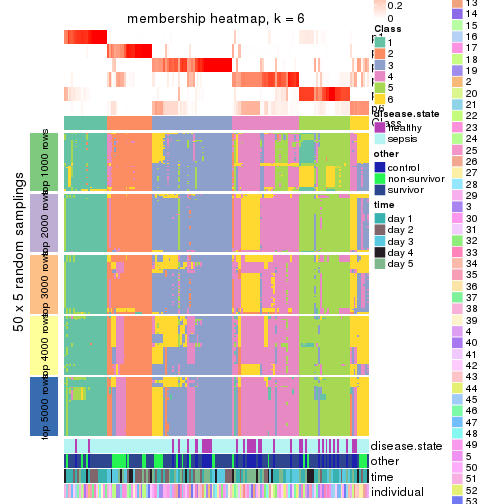 membership heatmap, k = 6
50 x 5 random samplings
top 1000 rows
top 2000 rows
top 3000 rows
top 4000 rows
top 5000 rows
disease.state
other
time
individual
0.2
0
Class
1
2
3
4
5
6
disease.state
healthy
sepsis
other
control
non-survivor
survivor
time
day 1
day 2
day 3
day 4
day 5
13
14
15
16
17
18
19
2
20
21
22
23
24
25
26
27
28
29
3
30
31
32
33
34
35
36
37
38
39
4
40
41
42
43
44
45
46
47
48
49
5
50
51
52
53